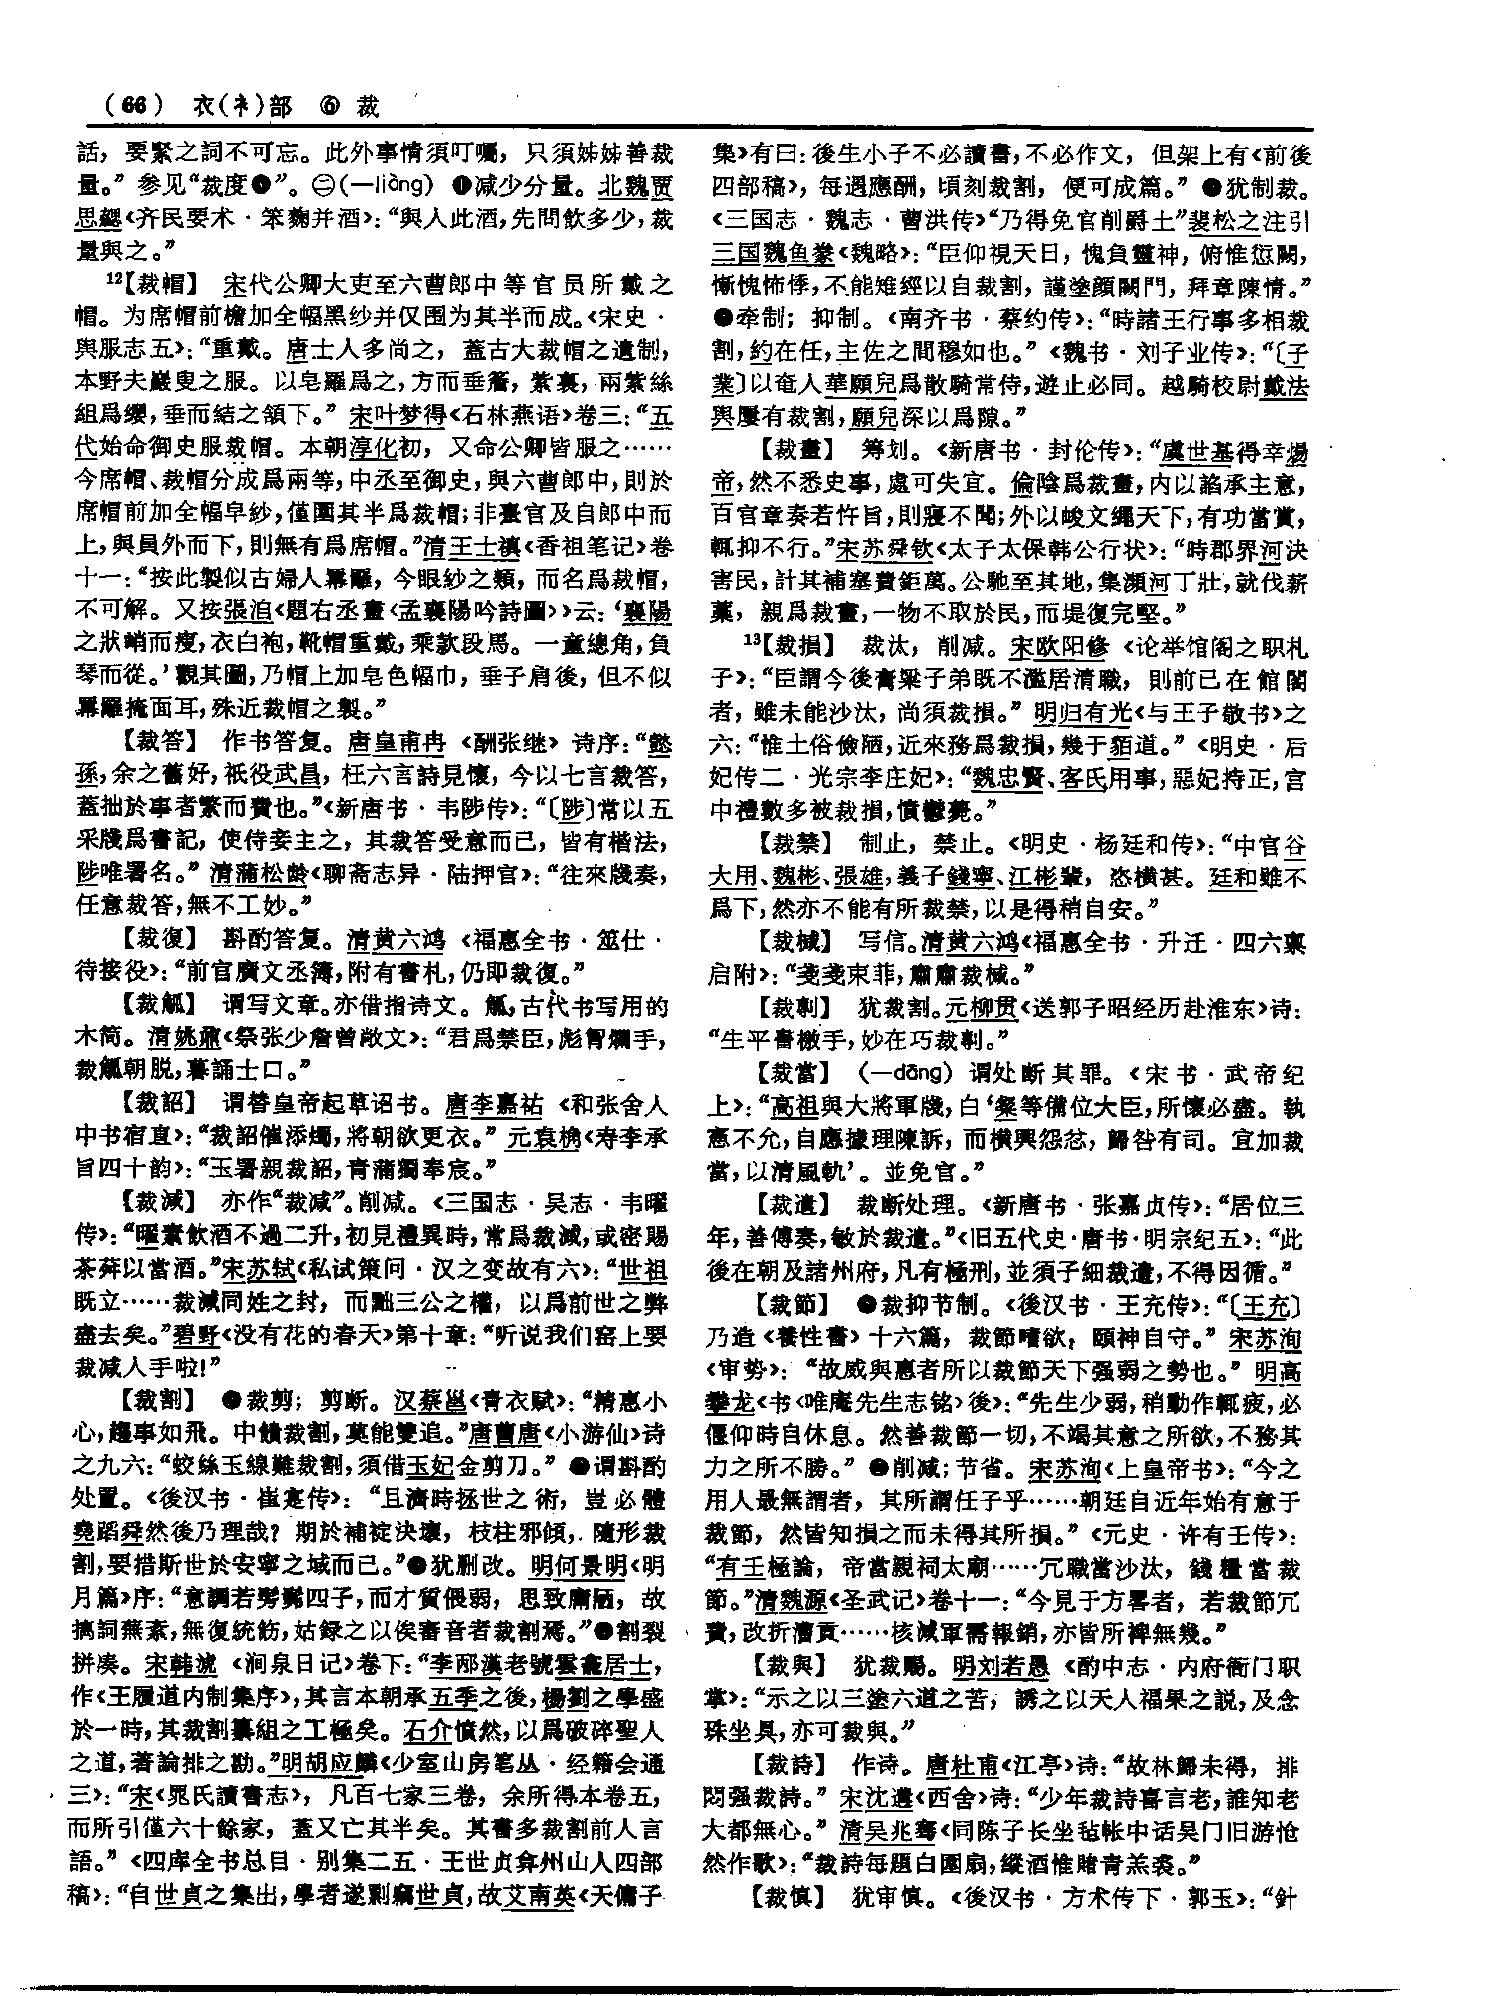 (66) 衣(衤)部 ⑥ 裁
話，要緊之詞不可忘。此外事情須叮囑，只須姊姊善裁
量。”参见“裁度❶”。㊁(—liàng) ❶减少分量。北魏贾
思勰《齐民要术·笨麴并酒》：“與人此酒，先問飲多少，裁
量與之。”
12【裁帽】 宋代公卿大吏至六曹郎中等官员所戴之
帽。为席帽前檐加全幅黑纱并仅围为其半而成。《宋史·
舆服志五》：“重戴。唐士人多尚之，蓋古大裁帽之遺制，
本野夫巖叟之服。以皂羅爲之，方而垂簷，紫裏，兩紫絲
組爲纓，垂而結之頷下。”宋叶梦得《石林燕语》卷三：“五
代始命御史服裁帽。本朝淳化初，又命公卿皆服之……
今席帽、裁帽分成爲兩等，中丞至御史，與六曹郎中，則於
席帽前加全幅皁紗，僅圍其半爲裁帽；非臺官及自郎中而
上，與員外而下，則無有爲席帽。”清王士禛《香祖笔记》卷
十一：“按此製似古婦人羃䍦，今眼紗之類，而名爲裁帽，
不可解。又按張洎《題右丞畫〈孟襄陽吟詩圖〉》云：‘襄陽
之狀峭而瘦，衣白袍，靴帽重戴，乘款段馬。一童總角，負
琴而從。’觀其圖，乃帽上加皂色幅巾，垂于肩後，但不似
羃䍦掩面耳，殊近裁帽之製。”
【裁答】 作书答复。唐皇甫冉《酬张继》诗序：“懿
孫，余之舊好，祇役武昌，枉六言詩見懷，今以七言裁答，
蓋拙於事者繁而費也。”《新唐书·韦陟传》：“〔陟〕常以五
采牋爲書記，使侍妾主之，其裁答受意而已，皆有楷法，
陟唯署名。”清蒲松龄《聊斋志异·陆押官》：“往來牋奏，
任意裁答，無不工妙。”
【裁復】 斟酌答复。清黄六鸿《福惠全书·筮仕·
待接役》：“前官廣文丞簿，附有書札，仍即裁復。”
【裁觚】 谓写文章。亦借指诗文。觚，古代书写用的
木简。清姚鼐《祭张少詹曾敞文》：“君爲禁臣，彪胷爛手，
裁觚朝脱，暮誦士口。”
【裁詔】 谓替皇帝起草诏书。唐李嘉祐《和张舍人
中书宿直》：“裁詔催添燭，將朝欲更衣。”元袁桷《寿李承
旨四十韵》：“玉署親裁詔，青蒲獨奉宸。”
【裁減】 亦作“裁减”。削减。《三国志·吴志·韦曜
传》：“曜素飲酒不過二升，初見禮異時，常爲裁減，或密賜
茶荈以當酒。”宋苏轼《私试策问·汉之变故有六》：“世祖
既立……裁減同姓之封，而黜三公之權，以爲前世之弊
盡去矣。”碧野《没有花的春天》第十章：“听说我们窑上要
裁减人手啦！”
【裁割】 ❶裁剪；剪断。汉蔡邕《青衣赋》：“精惠小
心，趨事如飛。中饋裁割，莫能雙追。”唐曹唐《小游仙》诗
之九六：“蛟絲玉線難裁割，須借玉妃金剪刀。”❷谓斟酌
处置。《後汉书·崔寔传》：“且濟時拯世之術，豈必體
堯蹈舜然後乃理哉？期於補䘺決壞，枝柱邪傾，隨形裁
割，要措斯世於安寧之域而已。”❸犹删改。明何景明《明
月篇》序：“意調若髣髴四子，而才質偎弱，思致庸陋，故
摛詞蕪紊，無復統飭，姑録之以俟審音者裁割焉。”❹割裂
拼凑。宋韩淲《涧泉日记》卷下：“李邴漢老號雲龕居士，
作《王履道内制集序》，其言本朝承五季之後，楊劉之學盛
於一時，其裁割纂組之工極矣。石介憤然，以爲破碎聖人
之道，著論排之勤。”明胡应麟《少室山房笔丛·经籍会通
三》：“宋《晁氏讀書志》，凡百七家三卷，余所得本卷五，
而所引僅六十餘家，蓋又亡其半矣。其書多裁割前人言
語。”《四库全书总目·别集二五·王世贞弇州山人四部
稿》：“自世貞之集出，學者遂剽竊世貞，故艾南英《天傭子
集》有曰：後生小子不必讀書，不必作文，但架上有《前後
四部稿》，每遇應酬，頃刻裁割，便可成篇。”❺犹制裁。
《三国志·魏志·曹洪传》“乃得免官削爵土”裴松之注引
三国魏鱼豢《魏略》：“臣仰視天日，愧負靈神，俯惟愆闕，
慚愧怖悸，不能雉經以自裁割，謹塗顔闕門，拜章陳情。”
❻牵制；抑制。《南齐书·蔡约传》：“時諸王行事多相裁
割，約在任，主佐之間穆如也。”《魏书·刘子业传》：“〔子
業〕以奄人華願兒爲散騎常侍，遊止必同。越騎校尉戴法
興屢有裁割，願兒深以爲隙。”
【裁畫】 筹划。《新唐书·封伦传》：“虞世基得幸煬
帝，然不悉吏事，處可失宜。倫陰爲裁畫，内以諂承主意，
百官章奏若忤旨，則寢不聞；外以峻文繩天下，有功當賞，
輒抑不行。”宋苏舜钦《太子太保韩公行状》：“時郡界河決
害民，計其補塞費鉅萬。公馳至其地，集瀕河丁壯，就伐薪
藁，親爲裁畫，一物不取於民，而堤復完堅。”
13【裁損】 裁汰，削减。宋欧阳修《论举馆阁之职札
子》：“臣謂今後膏粱子弟既不濫居清職，則前已在館閣
者，雖未能沙汰，尚須裁損。”明归有光《与王子敬书》之
六：“惟土俗儉陋，近來務爲裁損，幾于貊道。”《明史·后
妃传二·光宗李庄妃》：“魏忠賢、客氏用事，惡妃持正，宫
中禮數多被裁損，憤鬱薨。”
【裁禁】 制止，禁止。《明史·杨廷和传》：“中官谷
大用、魏彬、張雄，義子錢寧、江彬輩，恣横甚。廷和雖不
爲下，然亦不能有所裁禁，以是得稍自安。”
【裁椷】 写信。清黄六鸿《福惠全书·升迁·四六禀
启附》：“戔戔束菲，肅肅裁椷。”
【裁剸】 犹裁割。元柳贯《送郭子昭经历赴淮东》诗：
“生平書檄手，妙在巧裁剸。”
【裁當】 (—dāng) 谓处断其罪。《宋书·武帝纪
上》：“高祖與大將軍牋，白‘粲等備位大臣，所懷必盡。執
憲不允，自應據理陳訴，而横興怨忿，歸咎有司。宜加裁
當，以清風軌’。並免官。”
【裁遣】 裁断处理。《新唐书·张嘉贞传》：“居位三
年，善傅奏，敏於裁遣。”《旧五代史·唐书·明宗纪五》：“此
後在朝及諸州府，凡有極刑，並須子細裁遣，不得因循。”
【裁節】 ❶裁抑节制。《後汉书·王充传》：“〔王充〕
乃造《養性書》十六篇，裁節嗜欲，頤神自守。”宋苏洵
《审势》：“故威與惠者所以裁節天下强弱之勢也。”明高
攀龙《书〈唯庵先生志铭〉後》：“先生少弱，稍動作輒疲，必
偃仰時自休息。然善裁節一切，不竭其意之所欲，不務其
力之所不勝。”❷削减；节省。宋苏洵《上皇帝书》：“今之
用人最無謂者，其所謂任子乎……朝廷自近年始有意于
裁節，然皆知損之而未得其所損。”《元史·许有壬传》：
“有壬極論，帝當親祠太廟……冗職當沙汰，錢糧當裁
節。”清魏源《圣武记》卷十一：“今見于方畧者，若裁節冗
費，改折漕貢……核減軍需報銷，亦皆所裨無幾。”
【裁與】 犹裁賜。明刘若愚《酌中志·内府衙门职
掌》：“示之以三塗六道之苦，誘之以天人福果之説，及念
珠坐具，亦可裁與。”
【裁詩】 作诗。唐杜甫《江亭》诗：“故林歸未得，排
悶强裁詩。”宋沈遘《西舍》诗：“少年裁詩喜言老，誰知老
大都無心。”清吴兆骞《同陈子长坐毡帐中话吴门旧游怆
然作歌》：“裁詩每題白團扇，縱酒惟賭青羔裘。”
【裁慎】 犹审慎。《後汉书·方术传下·郭玉》：“針